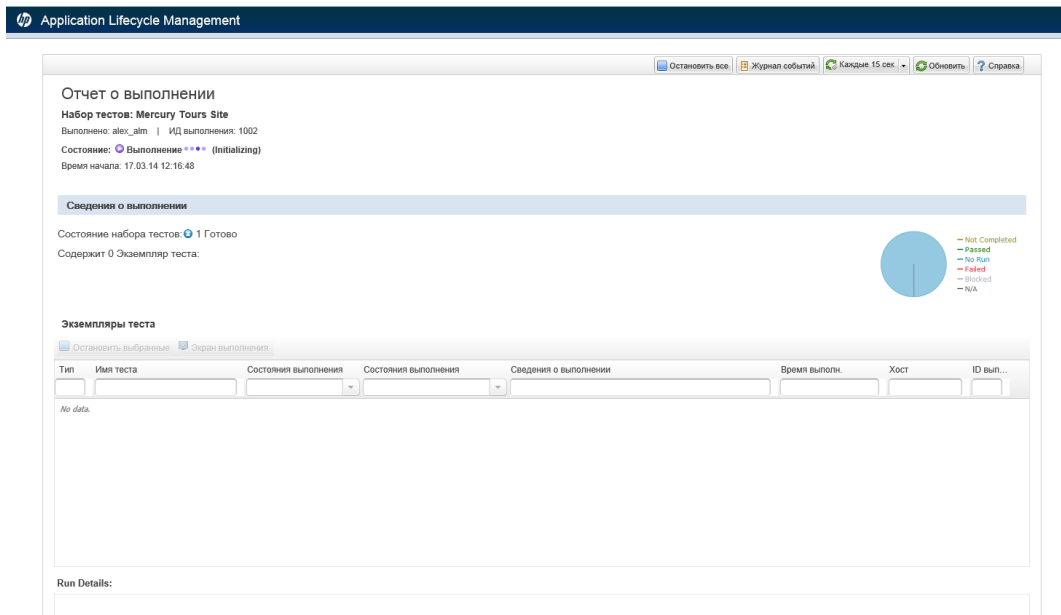 hp Application Lifecycle Management
Остановить все Журнал событий Каждые 15 сек Обновить ? Справка
Отчет о выполнении
Набор тестов: Mercury Tours Site
Выполнено: alex_alm | ИД выполнения: 1002
Состояние: Выполнение (Initializing)
Время начала: 17.03.14 12:16:48
Сведения о выполнении
Состояние набора тестов: 1 Готово
Содержит 0 Экземпляр теста:
Not Completed
Passed
No Run
Failed
Blocked
N/A
Экземпляры теста
Остановить выбранные Экран выполнения
Тип Имя теста Состояния выполнения Состояния выполнения Сведения о выполнении Время выполн. Хост ID вып...
No data.
Run Details: